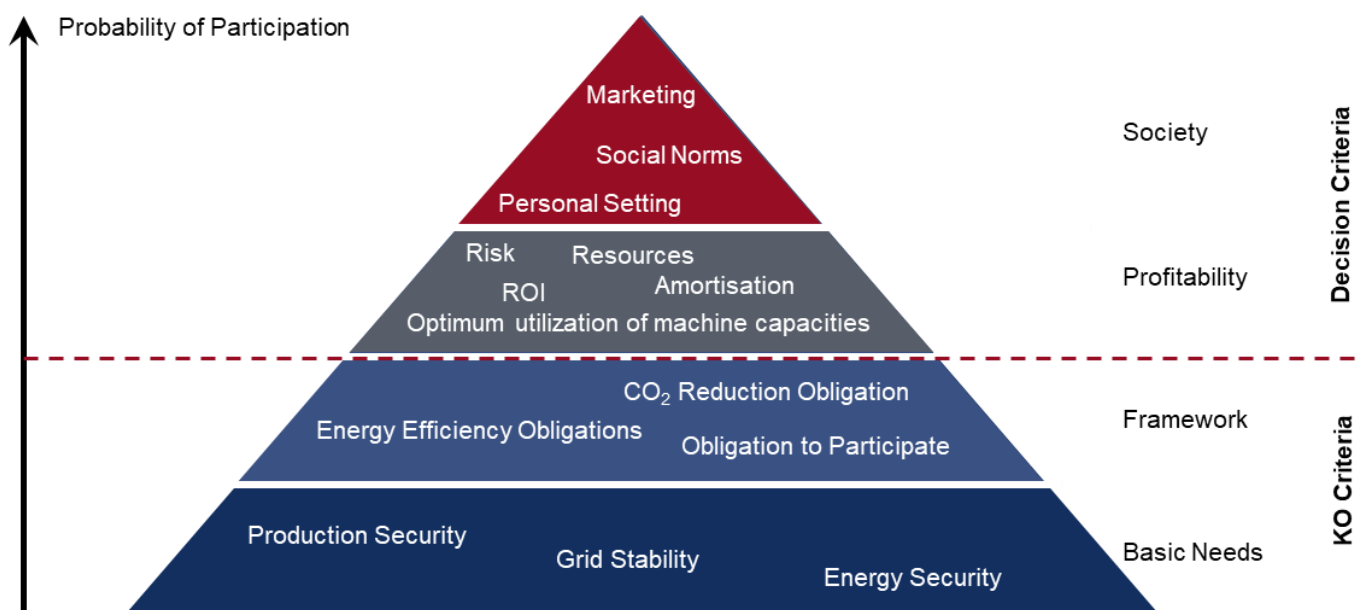 Probability of Participation
Marketing
Social Norms
Personal Setting
Society
Risk
Resources
ROI
Amortisation
Optimum utilization of machine capacities
Profitability
Decision Criteria
CO₂ Reduction Obligation
Energy Efficiency Obligations
Obligation to Participate
Framework
Production Security
Grid Stability
Energy Security
Basic Needs
KO Criteria